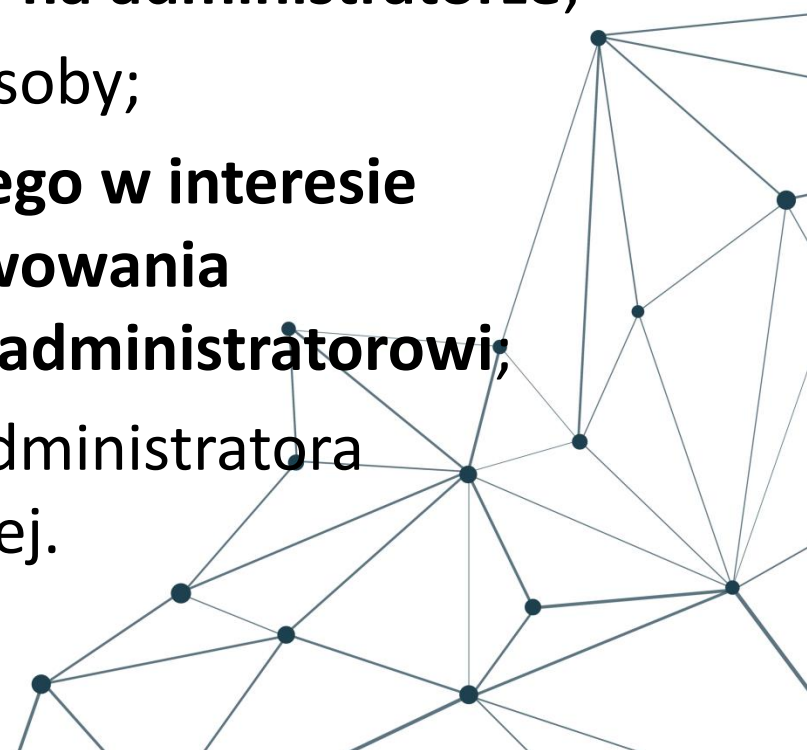 na administratorze,
soby;
ego w interesie
wowania
administratorowi;
dministratora
ej.